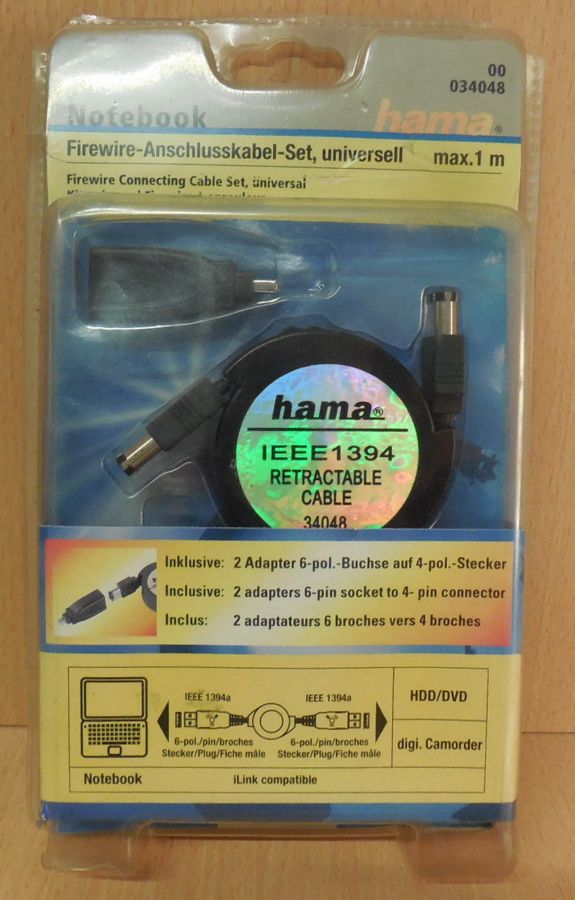 00
034048
Notebook
hama®
Firewire-Anschlusskabel-Set, universell max.1 m
Firewire Connecting Cable Set, universal
hama®
IEEE1394
RETRACTABLE
CABLE
34048
Inklusive: 2 Adapter 6-pol.-Buchse auf 4-pol.-Stecker
Inclusive: 2 adapters 6-pin socket to 4- pin connector
Inclus: 2 adaptateurs 6 broches vers 4 broches
IEEE 1394a IEEE 1394a
HDD/DVD
6-pol./pin/broches 6-pol./pin/broches
Stecker/Plug/Fiche mâle Stecker/Plug/Fiche mâle
digi. Camorder
Notebook iLink compatible